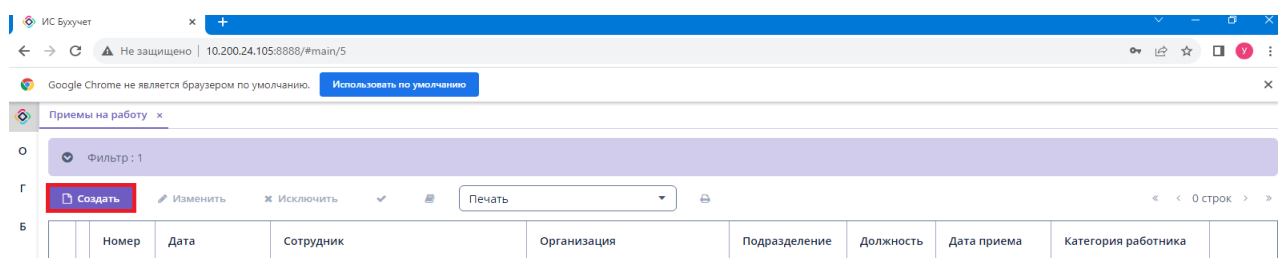 ИС Бухучет
Не защищено | 10.200.24.105:8888/#main/5
У
Google Chrome не является браузером по умолчанию. Использовать по умолчанию
Приемы на работу
О
Фильтр : 1
Г
Создать Изменить Исключить Печать 0 строк
Б
Номер Дата Сотрудник Организация Подразделение Должность Дата приема Категория работника